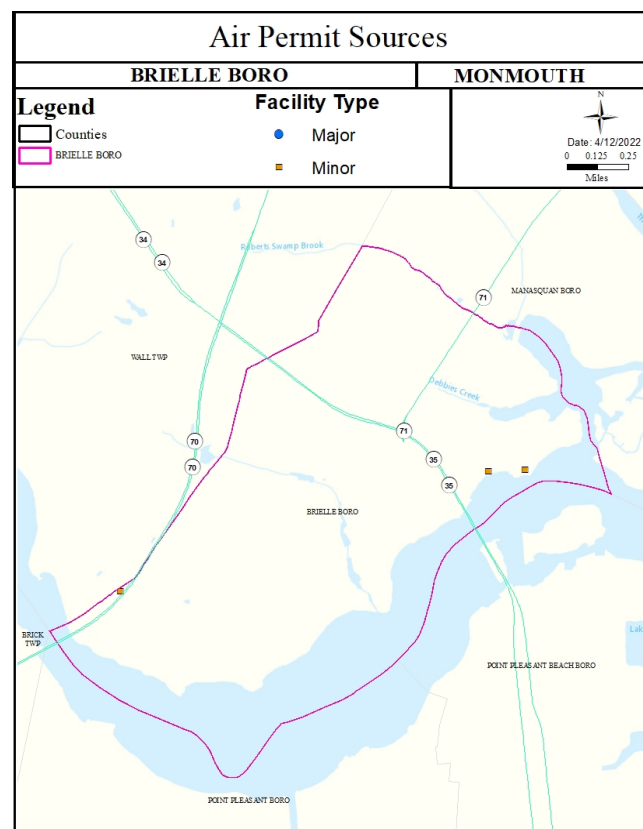 Air Permit Sources
BRIELLE BORO
MONMOUTH
Legend
Counties
BRIELLE BORO
Facility Type
Major
Minor
N
Date: 4/12/2022
0 0.125 0.25
Miles
34
34
Roberts Swamp Brook
71
MANASQUAN BORO
WALL TWP
Debbies Creek
71
70
35
70
35
BRIELLE BORO
BRICK
TWP
POINT PLEASANT BEACH BORO
POINT PLEASANT BORO